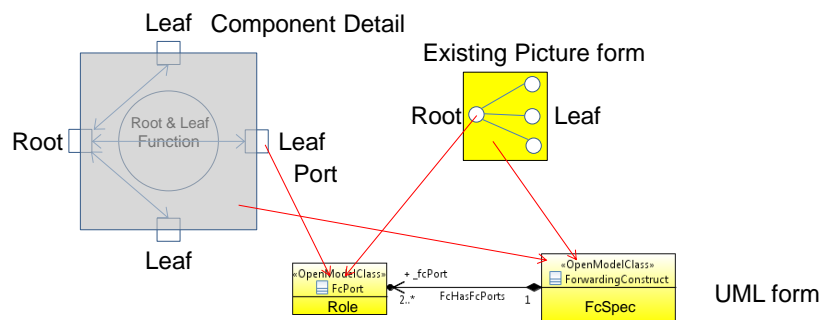 Leaf
Component Detail
Existing Picture form
Root & Leaf
Function
Root
Leaf
Port
Leaf
Root
Leaf
«OpenModelClass»
FcPort
Role
+ _fcPort
2..*
FcHasFcPorts
1
«OpenModelClass»
ForwardingConstruct
FcSpec
UML form